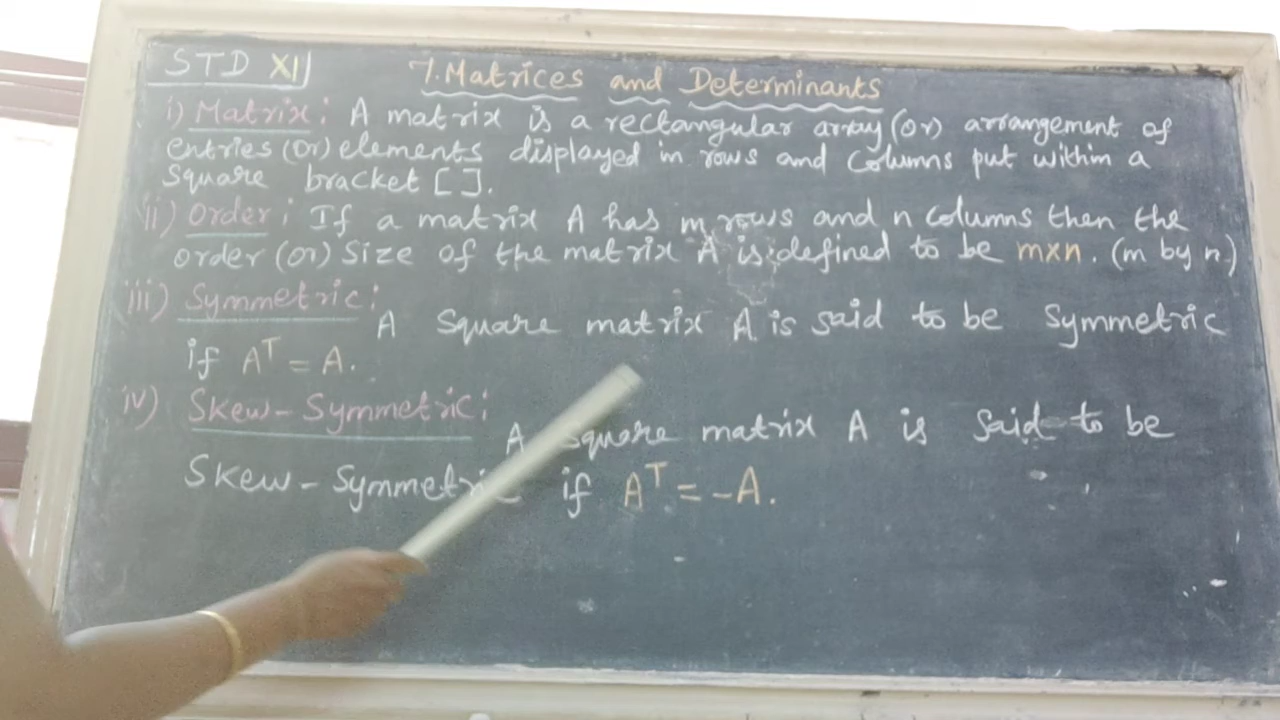 STD XI
7. Matrices and Determinants
i) Matrix: A matrix is a rectangular array (or) arrangement of
entries (or) elements displayed in rows and columns put within a
square bracket [ ].
ii) Order: If a matrix A has m rows and n columns then the
order (or) size of the matrix A is defined to be m×n. (m by n)
iii) Symmetric:
A square matrix A is said to be symmetric
if Aᵀ = A.
iv) Skew-Symmetric:
A square matrix A is said to be
Skew-Symmetric if Aᵀ = -A.